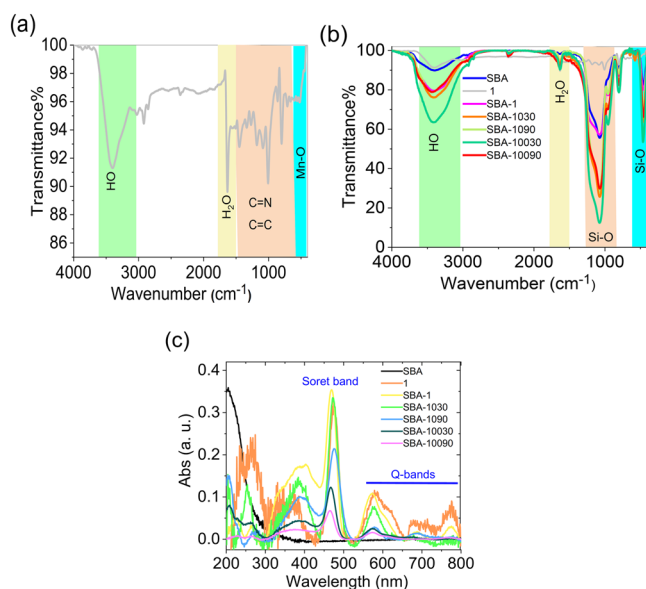 (a)
100
98
96
94
92
90
88
86
Transmittance%
HO
H2O
C=N
C=C
Mn-O
4000
3000
2000
1000
Wavenumber (cm-1)
(b)
100
80
60
40
20
0
Transmittance%
HO
SBA
1
SBA-1
SBA-1030
SBA-1090
SBA-10030
SBA-10090
H2O
Si-O
Si-O
4000
3000
2000
1000
Wavenumber (cm-1)
(c)
0.4
0.3
0.2
0.1
0.0
Abs (a. u.)
Soret band
SBA
1
SBA-1
SBA-1030
SBA-1090
SBA-10030
SBA-10090
Q-bands
200 300 400 500 600 700 800
Wavelength (nm)